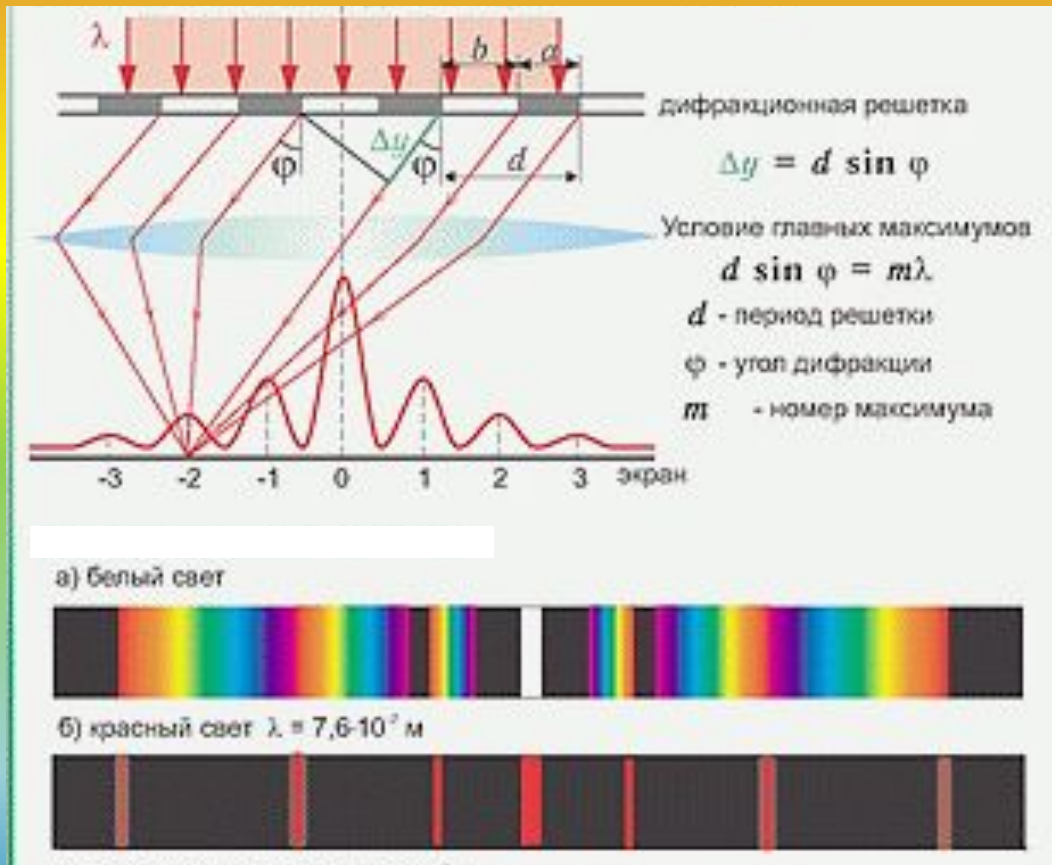 λ
b a
дифракционная решетка
Δy
φ φ d
Δy = d sin φ
Условие главных максимумов
d sin φ = mλ
d - период решетки
φ - угол дифракции
m - номер максимума
-3 -2 -1 0 1 2 3 экран
а) белый свет
б) красный свет λ = 7,6·10⁻⁷ м